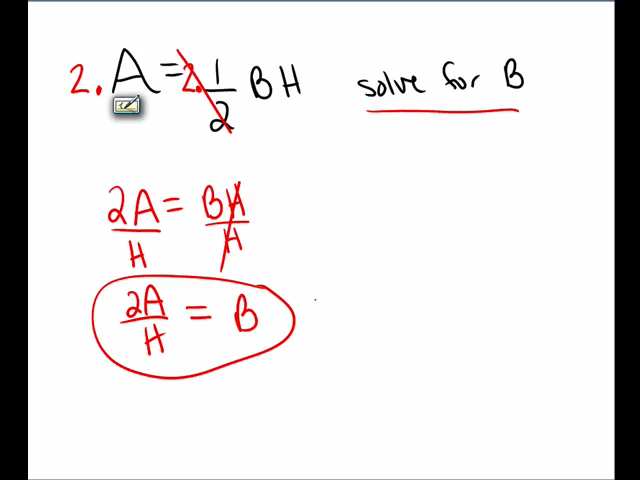 2. A = 2. 1/2 BH solve for B
2A/H = BH/H
2A/H = B